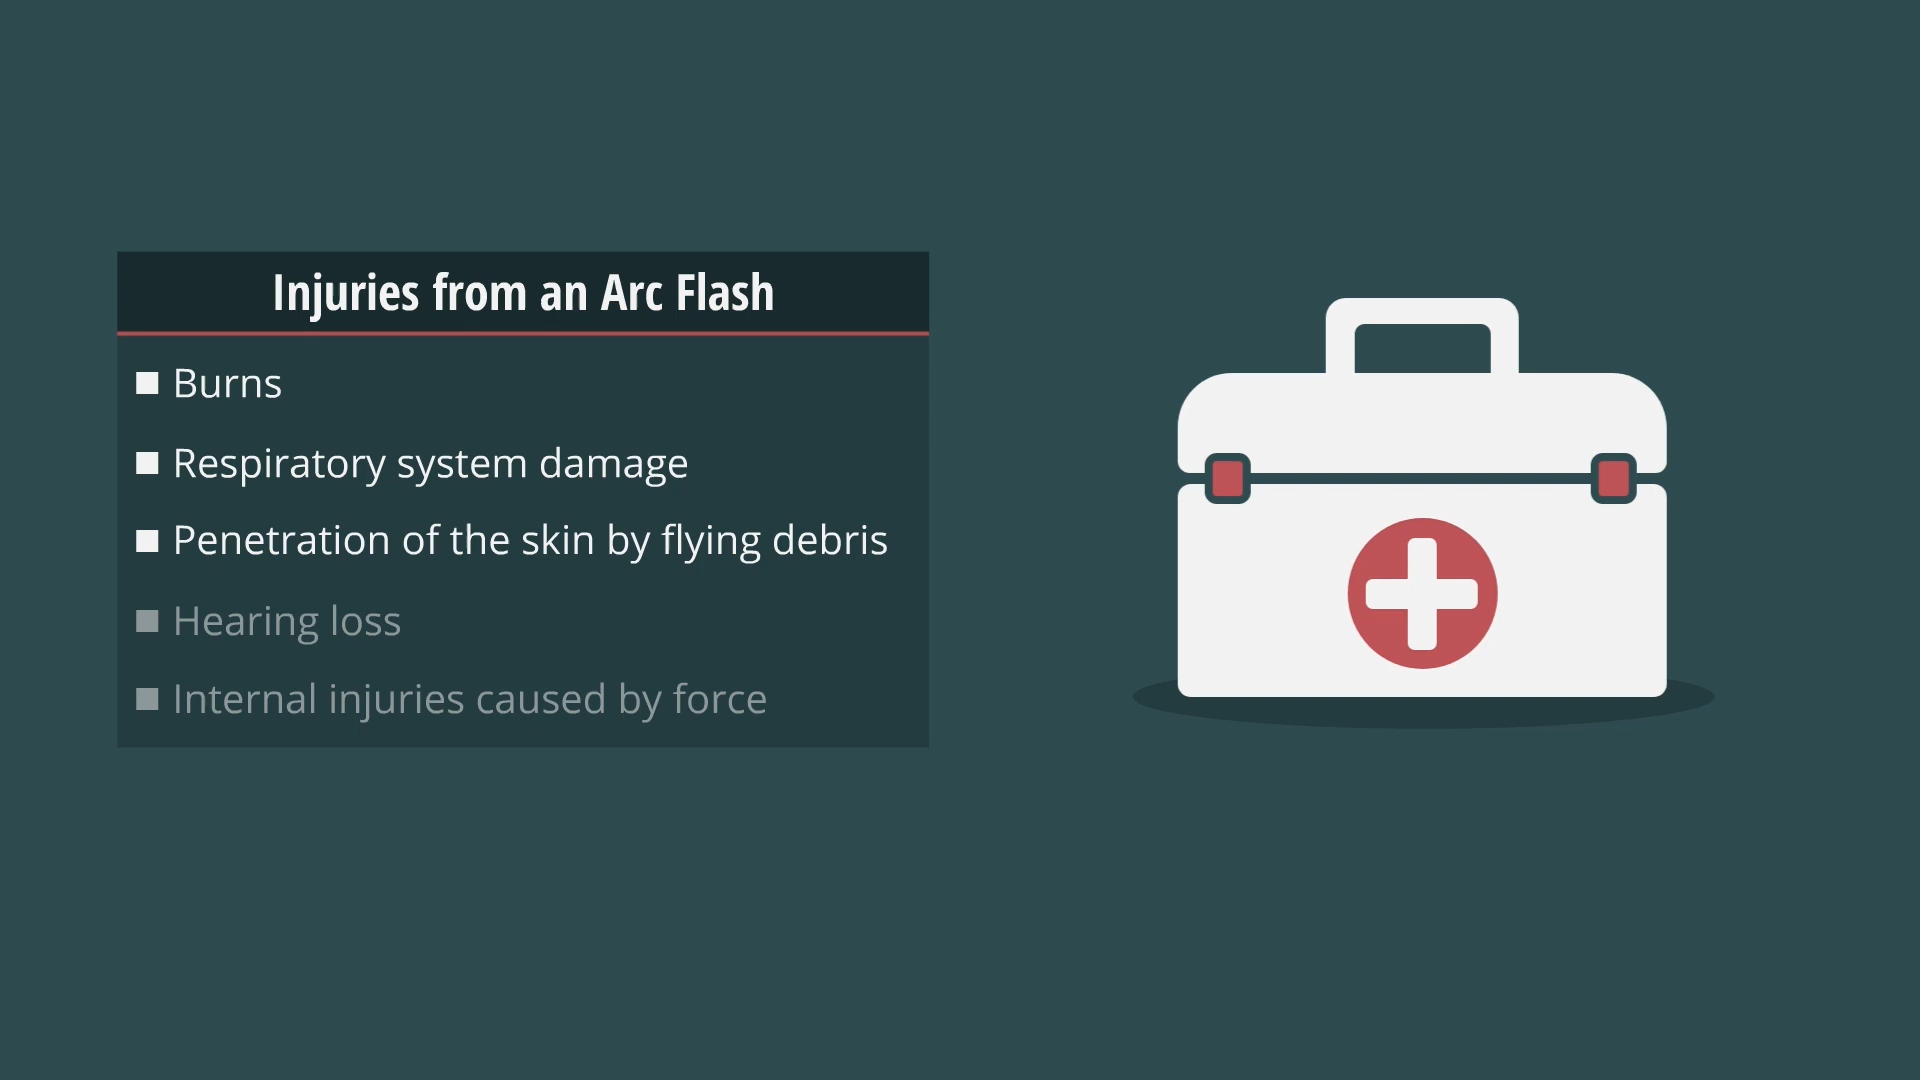 Injuries from an Arc Flash
Burns
Respiratory system damage
Penetration of the skin by flying debris
Hearing loss
Internal injuries caused by force